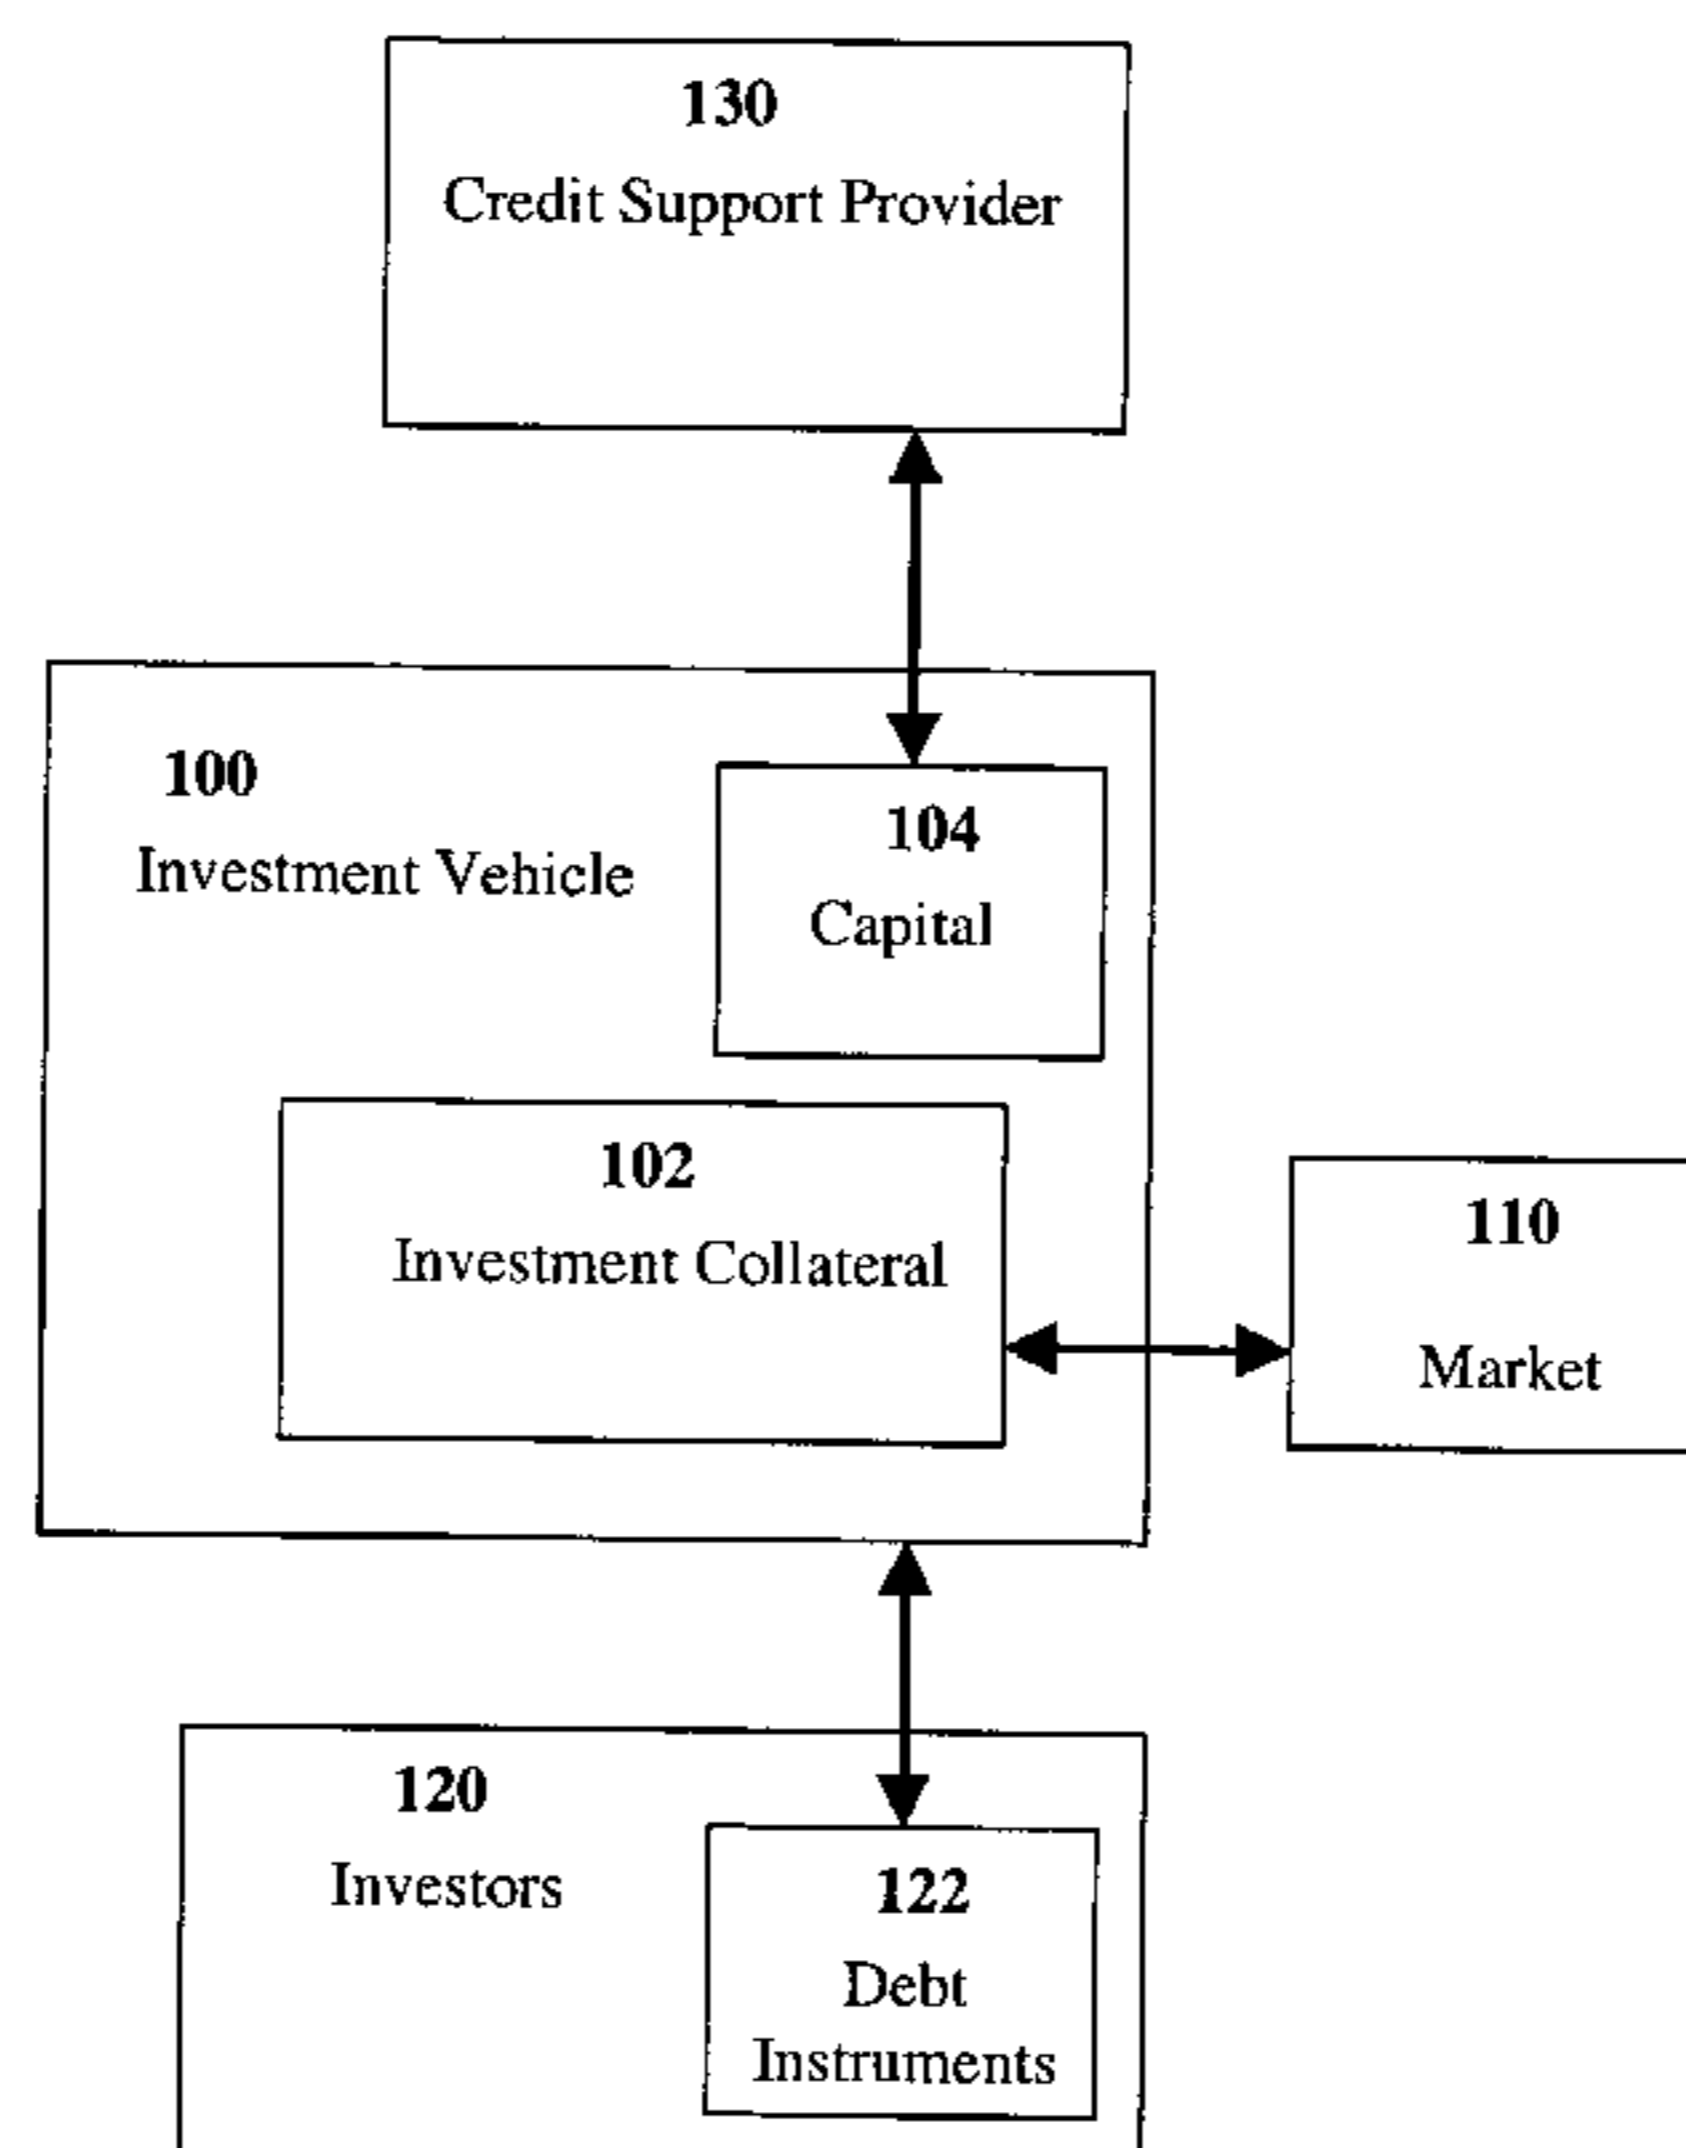 130
Credit Support Provider
100
Investment Vehicle
104
Capital
102
Investment Collateral
110
Market
120
Investors
122
Debt
Instruments